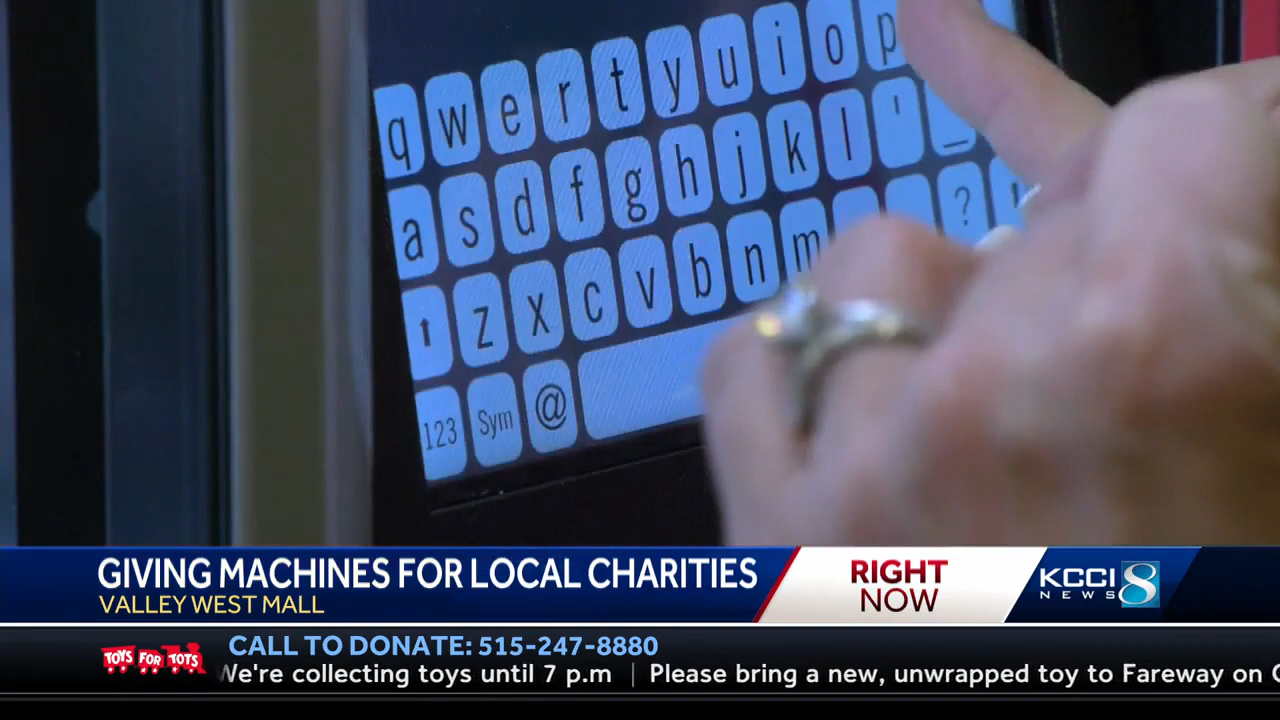 q w e r t y u i o p
a s d f g h j k l '
z x c v b n m ?
123 Sym @
GIVING MACHINES FOR LOCAL CHARITIES
VALLEY WEST MALL
RIGHT
NOW
KCCI 8
NEWS
TOYS FOR TOTS
CALL TO DONATE: 515-247-8880
We're collecting toys until 7 p.m | Please bring a new, unwrapped toy to Fareway on